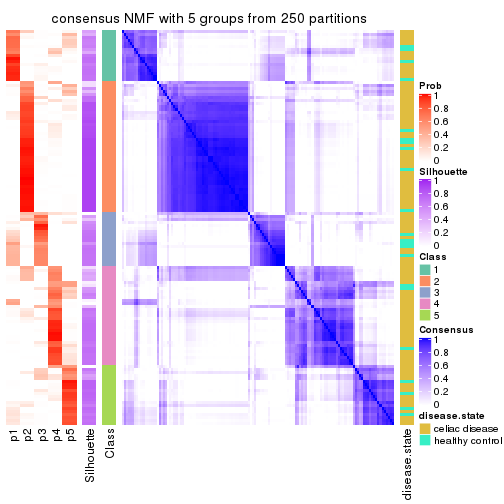 consensus NMF with 5 groups from 250 partitions
Prob
1
0.8
0.6
0.4
0.2
0
Silhouette
1
0.8
0.6
0.4
0.2
0
Class
1
2
3
4
5
Consensus
1
0.8
0.6
0.4
0.2
0
disease.state
celiac disease
healthy control
p1
p2
p3
p4
p5
Silhouette
Class
disease.state